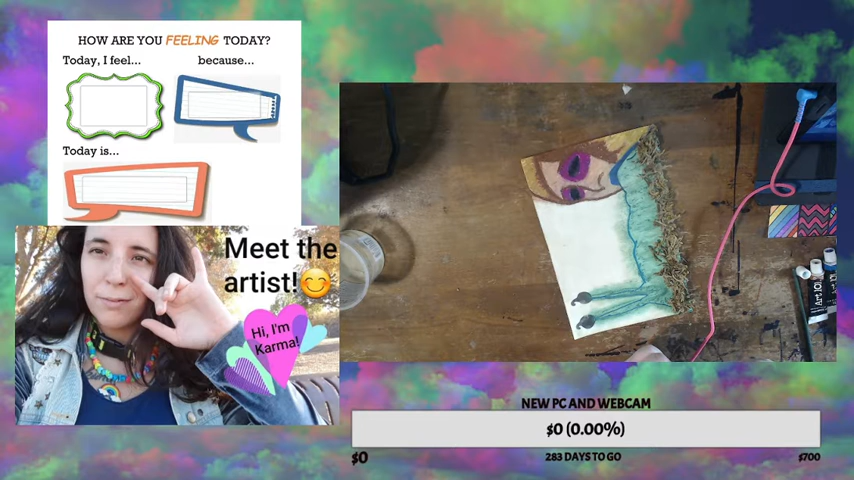 HOW ARE YOU FEELING TODAY?
Today, I feel...
because...
Today is...
Meet the
artist!😊
Hi, I'm
Karma!
NEW PC AND WEBCAM
$0 (0.00%)
$0
283 DAYS TO GO
$700